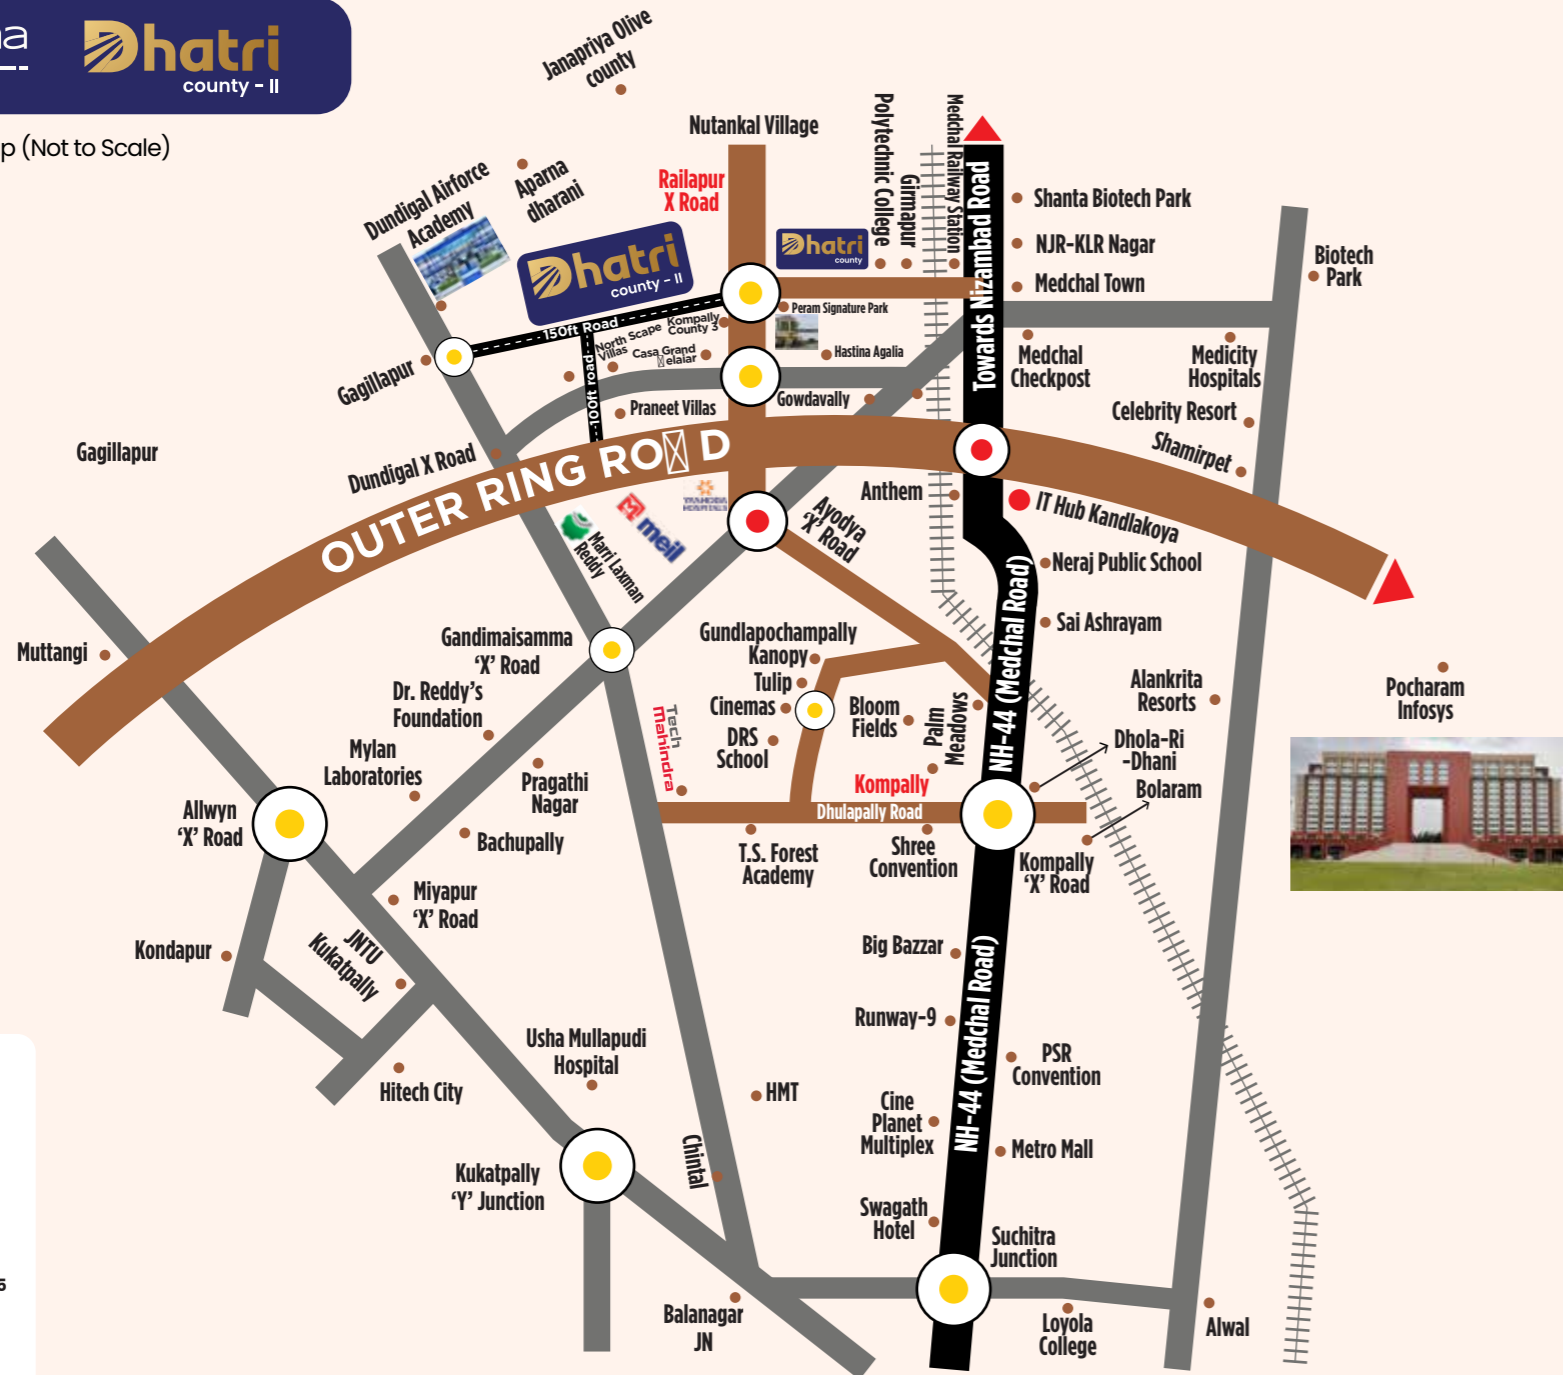 Dhatri
county - II
p (Not to Scale)
Janapriya Olive
county
Nutankal Village
Railapur
X Road
Polytechnic College
Girmapur
Medchal Railway Station
Towards Nizambad Road
Shanta Biotech Park
NJR-KLR Nagar
Medchal Town
Biotech
Park
Dundigal Airforce
Academy
Aparna
dharani
Dhatri
county - II
Dhatri
county
150ft Road
100ft road
North Scape
Villas
Kompally
County 3
Casa Grand
Peram Signature Park
Hastina Agalia
Gowdavally
Praneet Villas
Gagillapur
Gagillapur
Dundigal X Road
Medchal
Checkpost
Medicity
Hospitals
Celebrity Resort
Shamirpet
OUTER RING RO D
YASHODA
HOSPITALS
meil
Marri Laxman
Reddy
Ayodya
‘X’ Road
Anthem
IT Hub Kandlakoya
Neraj Public School
Sai Ashrayam
NH-44 (Medchal Road)
Muttangi
Gandimaisamma
‘X’ Road
Gundlapochampally
Kanopy
Tulip
Cinemas
DRS
School
Bloom
Fields
Palm
Meadows
Alankrita
Resorts
Pocharam
Infosys
Dr. Reddy’s
Foundation
Mylan
Laboratories
Pragathi
Nagar
Bachupally
Tech
Mahindra
Kompally
Dhulapally Road
Dhola-Ri
-Dhani
Bolaram
Allwyn
‘X’ Road
T.S. Forest
Academy
Shree
Convention
Kompally
‘X’ Road
Miyapur
‘X’ Road
JNTU
Kukatpally
Kondapur
Hitech City
Big Bazzar
Runway-9
NH-44 (Medchal Road)
PSR
Convention
Usha Mullapudi
Hospital
HMT
Cine
Planet
Multiplex
Metro Mall
Chintal
Kukatpally
‘Y’ Junction
Swagath
Hotel
Suchitra
Junction
Balanagar
JN
Loyola
College
Alwal